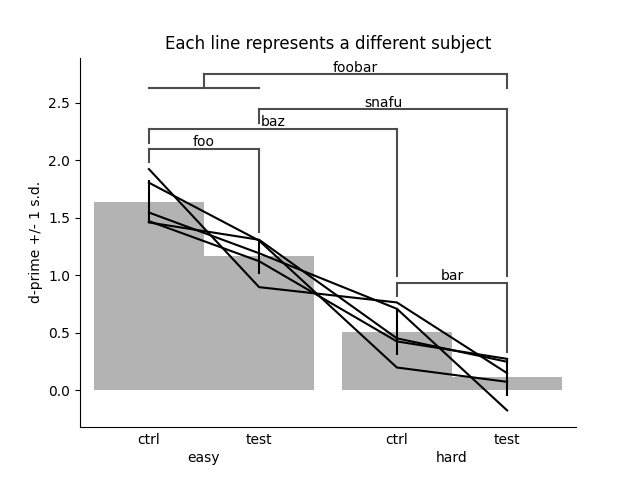 Each line represents a different subject
foobar
snafu
baz
foo
bar
d-prime +/- 1 s.d.
2.5
2.0
1.5
1.0
0.5
0.0
ctrl test ctrl test
easy hard